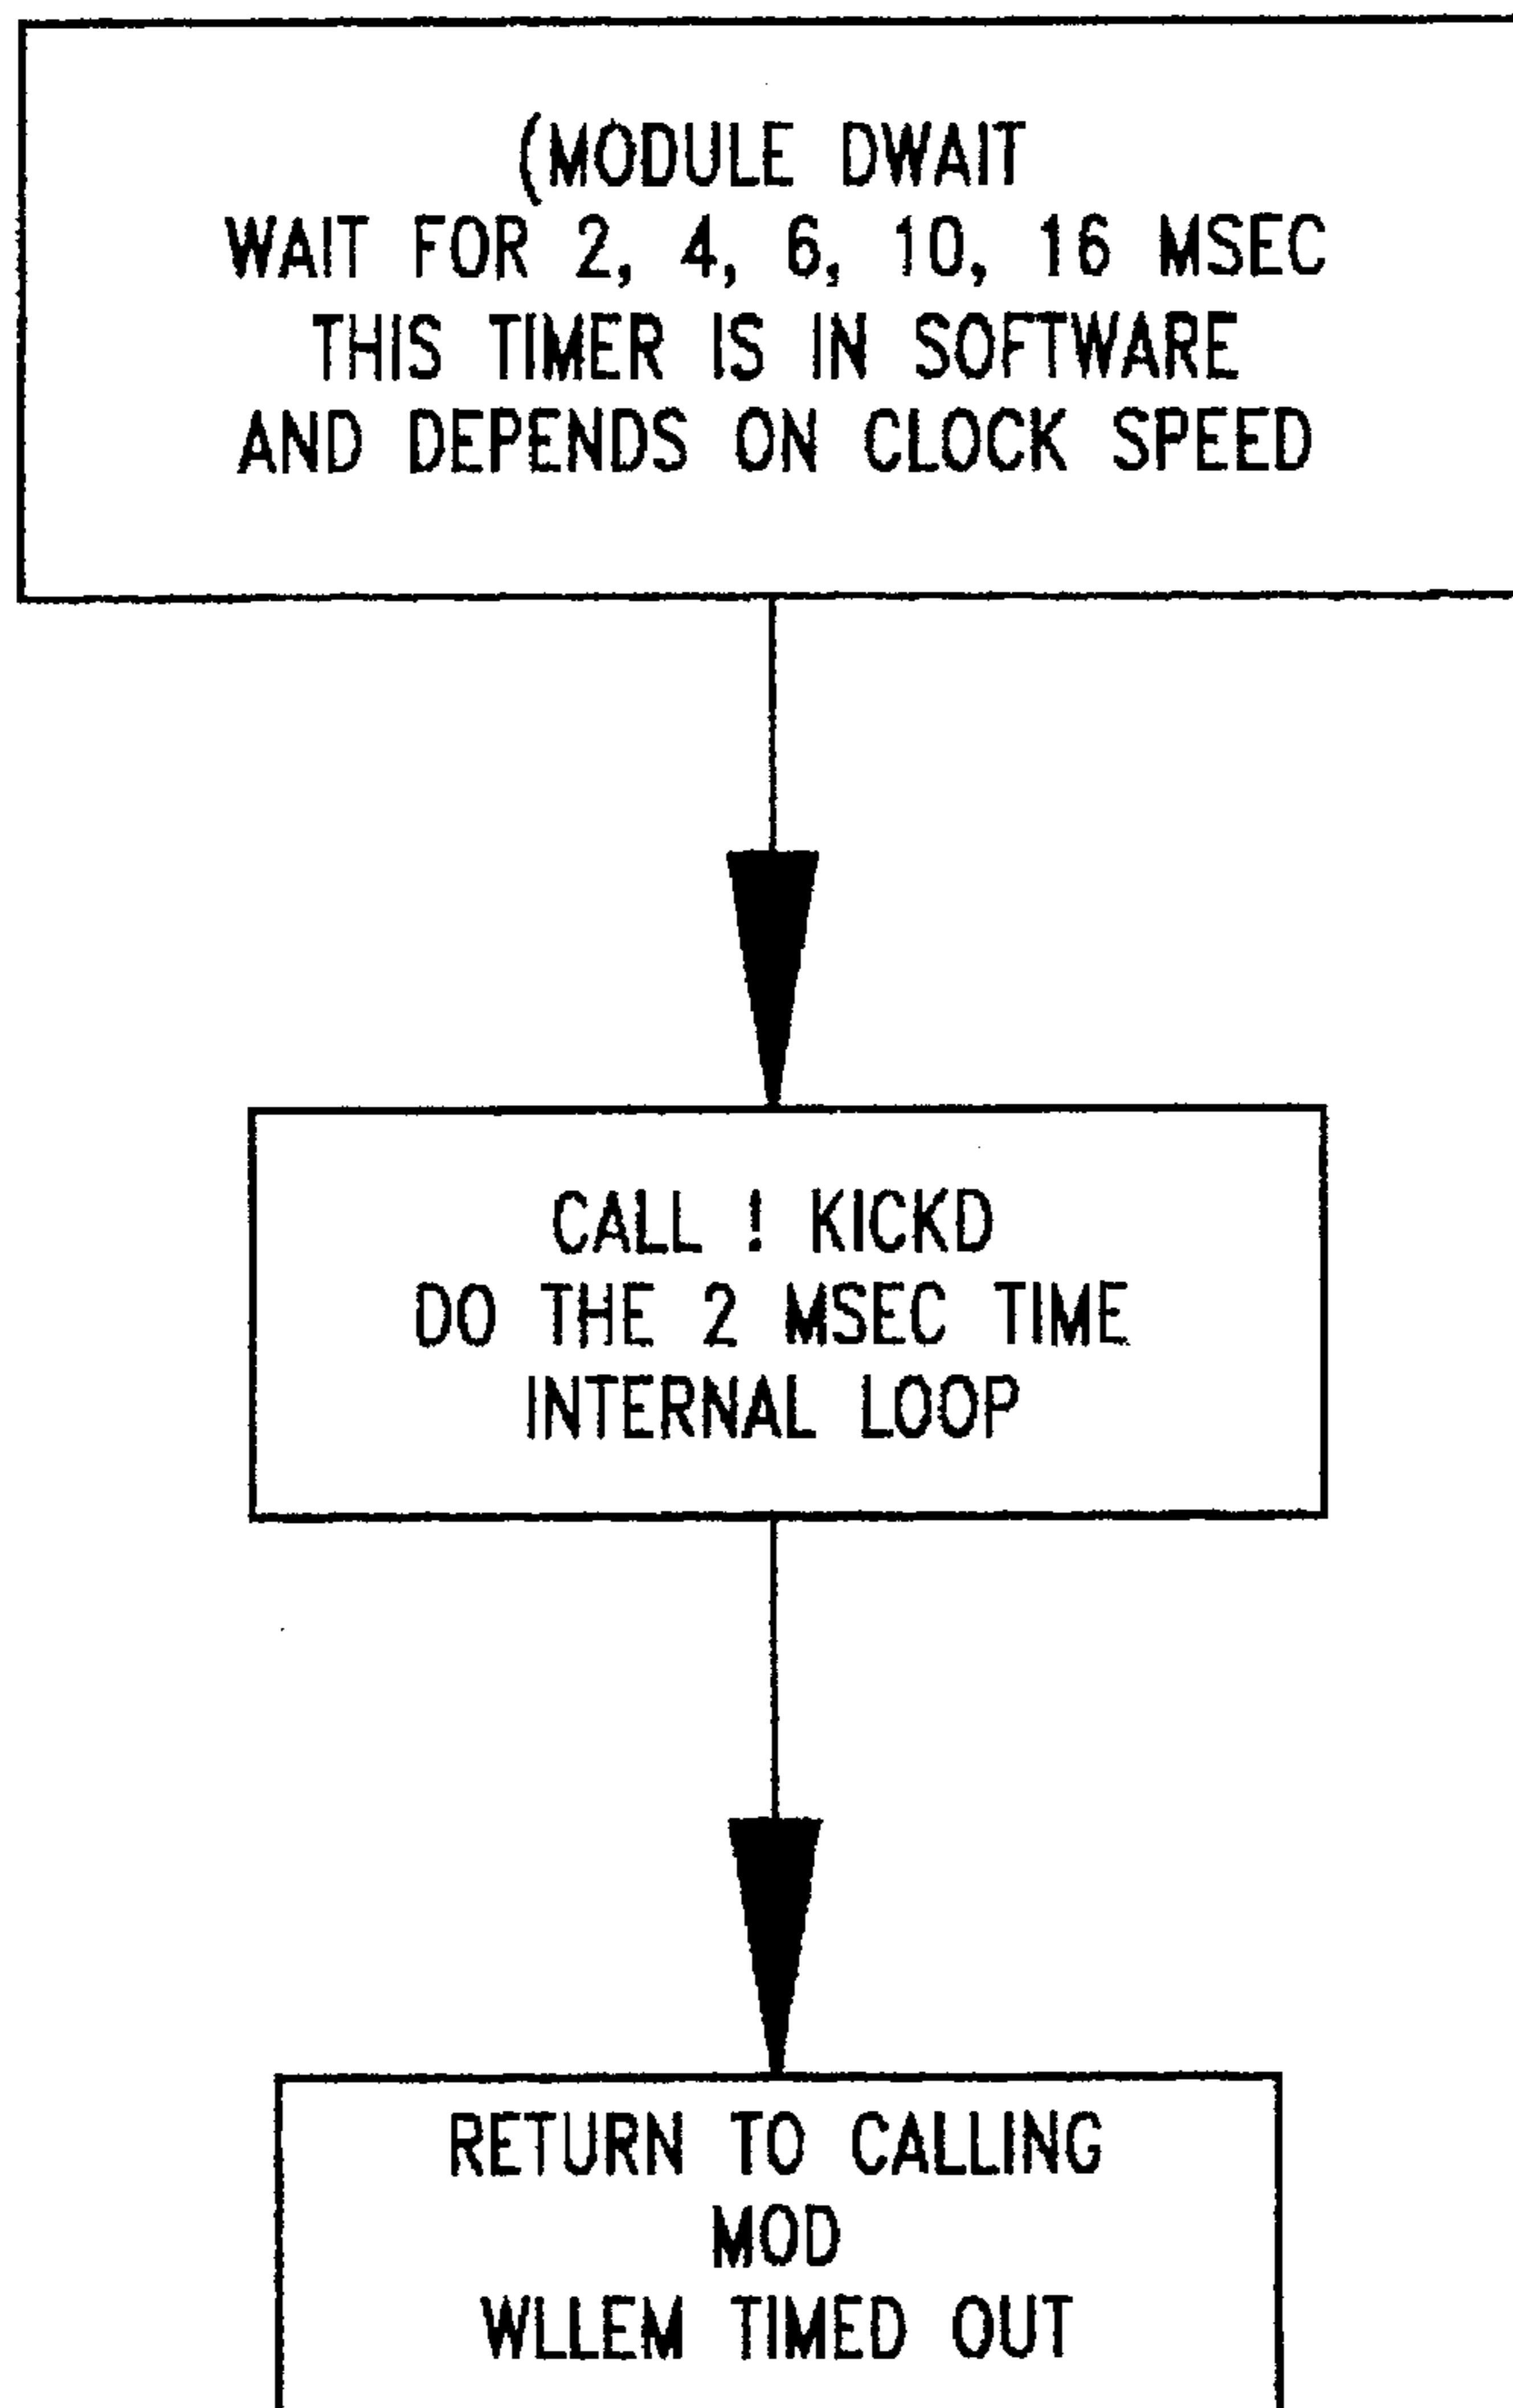 (MODULE DWAIT
WAIT FOR 2, 4, 6, 10, 16 MSEC
THIS TIMER IS IN SOFTWARE
AND DEPENDS ON CLOCK SPEED
CALL ! KICKD
DO THE 2 MSEC TIME
INTERNAL LOOP
RETURN TO CALLING
MOD
WLLEM TIMED OUT